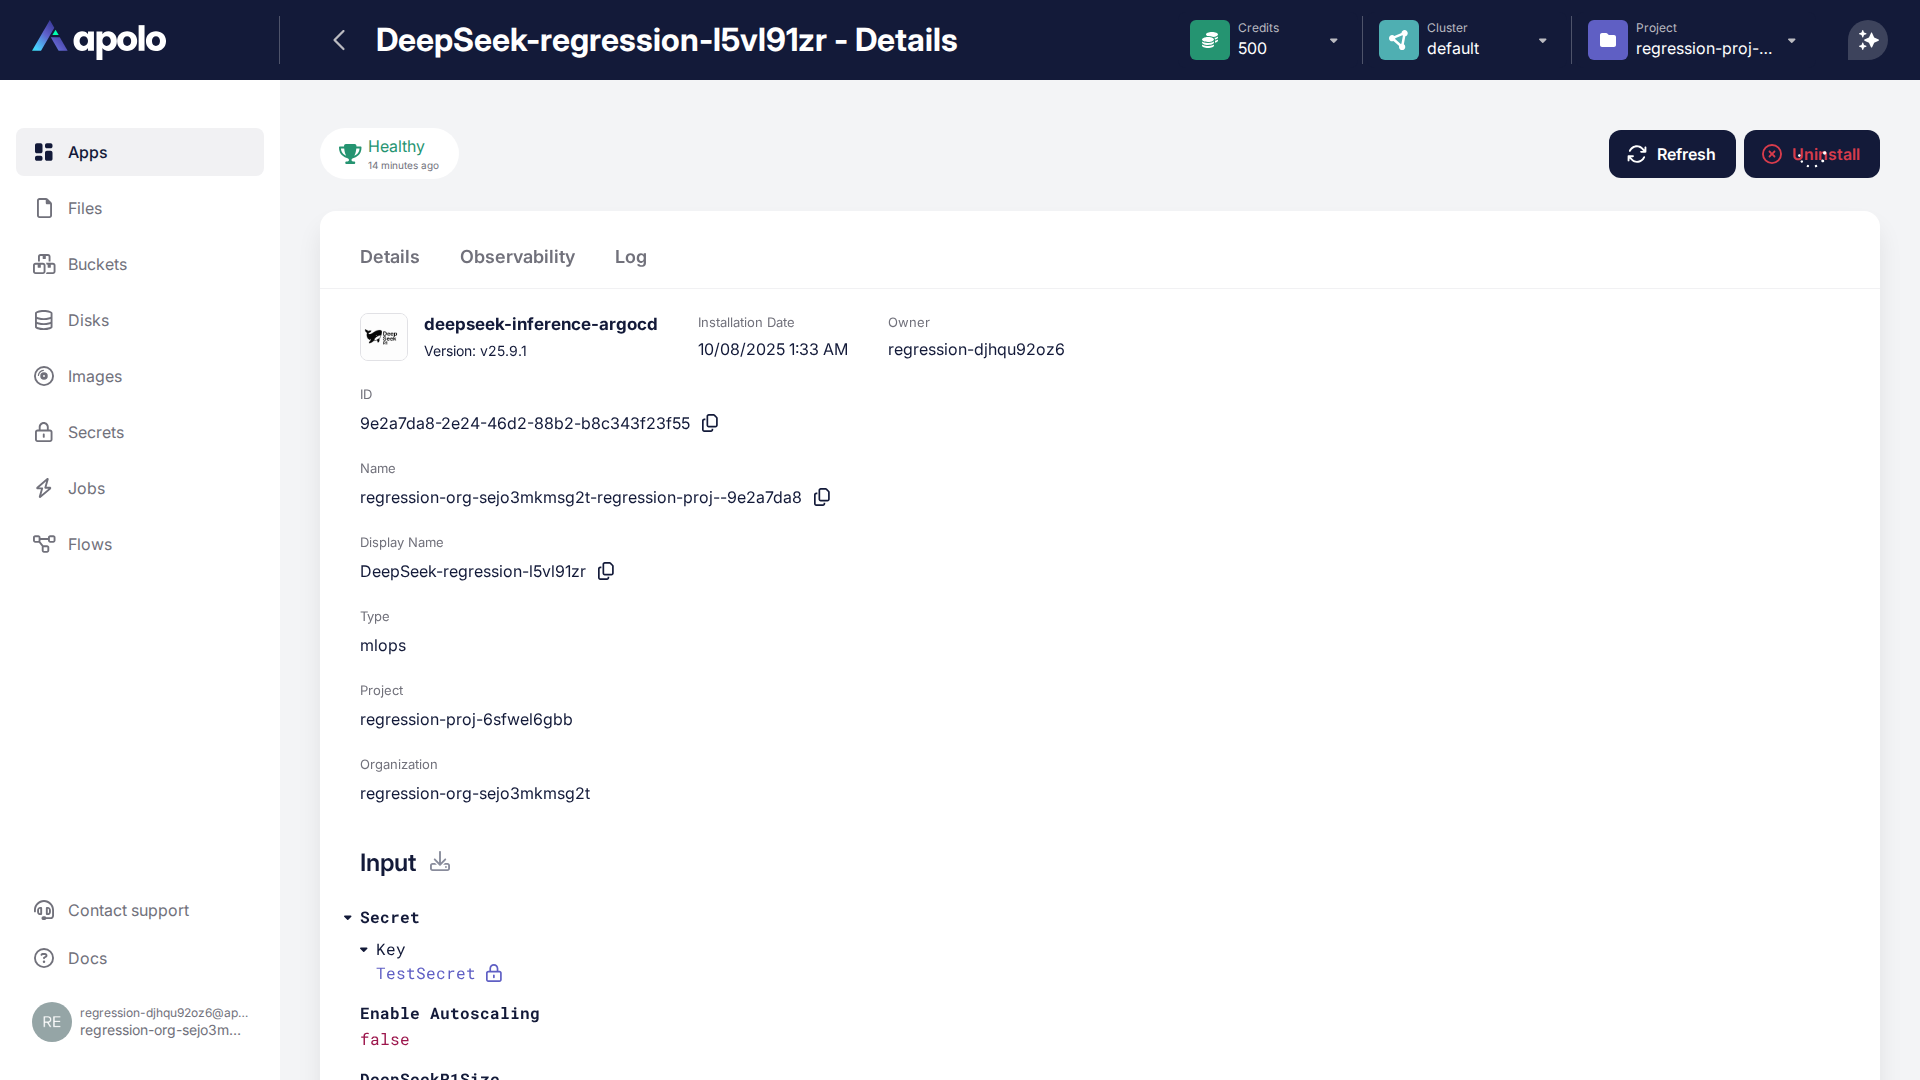 apolo
DeepSeek-regression-l5vl91zr - Details
Credits
500
Cluster
default
Project
regression-proj-...
Apps
Files
Buckets
Disks
Images
Secrets
Jobs
Flows
Contact support
Docs
RE
regression-djhqu92oz6@ap...
regression-org-sejo3m...
Healthy
14 minutes ago
Refresh
Uninstall
Details
Observability
Log
deep
seek
deepseek-inference-argocd
Version: v25.9.1
Installation Date
10/08/2025 1:33 AM
Owner
regression-djhqu92oz6
ID
9e2a7da8-2e24-46d2-88b2-b8c343f23f55
Name
regression-org-sejo3mkmsg2t-regression-proj--9e2a7da8
Display Name
DeepSeek-regression-l5vl91zr
Type
mlops
Project
regression-proj-6sfwel6gbb
Organization
regression-org-sejo3mkmsg2t
Input
Secret
Key
TestSecret
Enable Autoscaling
false
DeepSeekR1Size